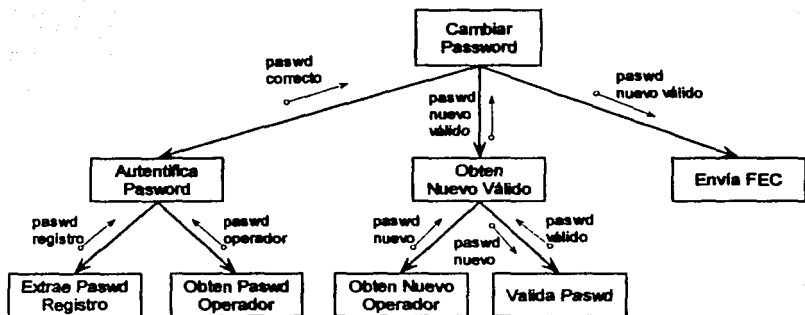 Cambiar
Password
paswd
correcto
paswd
nuevo
válido
paswd
nuevo válido
Autentifica
Pasword
Obten
Nuevo Válido
Envía FEC
paswd
registro
paswd
operador
paswd
nuevo
paswd
nuevo
paswd
válido
Extrae Paswd
Registro
Obten Paswd
Operador
Obten Nuevo
Operador
Valida Paswd